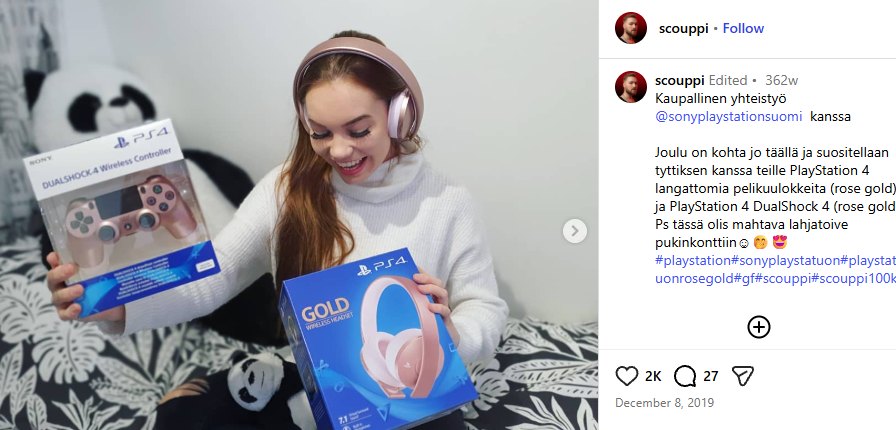 SONY
PS4
DUALSHOCK 4 Wireless Controller
PS4
GOLD
WIRELESS HEADSET
7.1
scouppi • Follow
scouppi Edited • 362w
Kaupallinen yhteistyö
@sonyplaystationsuomi kanssa
Joulu on kohta jo täällä ja suositellaan
tyttiksen kanssa teille PlayStation 4
langattomia pelikuulokkeita (rose gold)
ja PlayStation 4 DualShock 4 (rose gold
Ps tässä olis mahtava lahjatoive
pukinkonttiin☺️🤭 😍
#playstation#sonyplaystatuon#playstat
uonrosegold#gf#scouppi#scouppi100k
2K 27
December 8, 2019